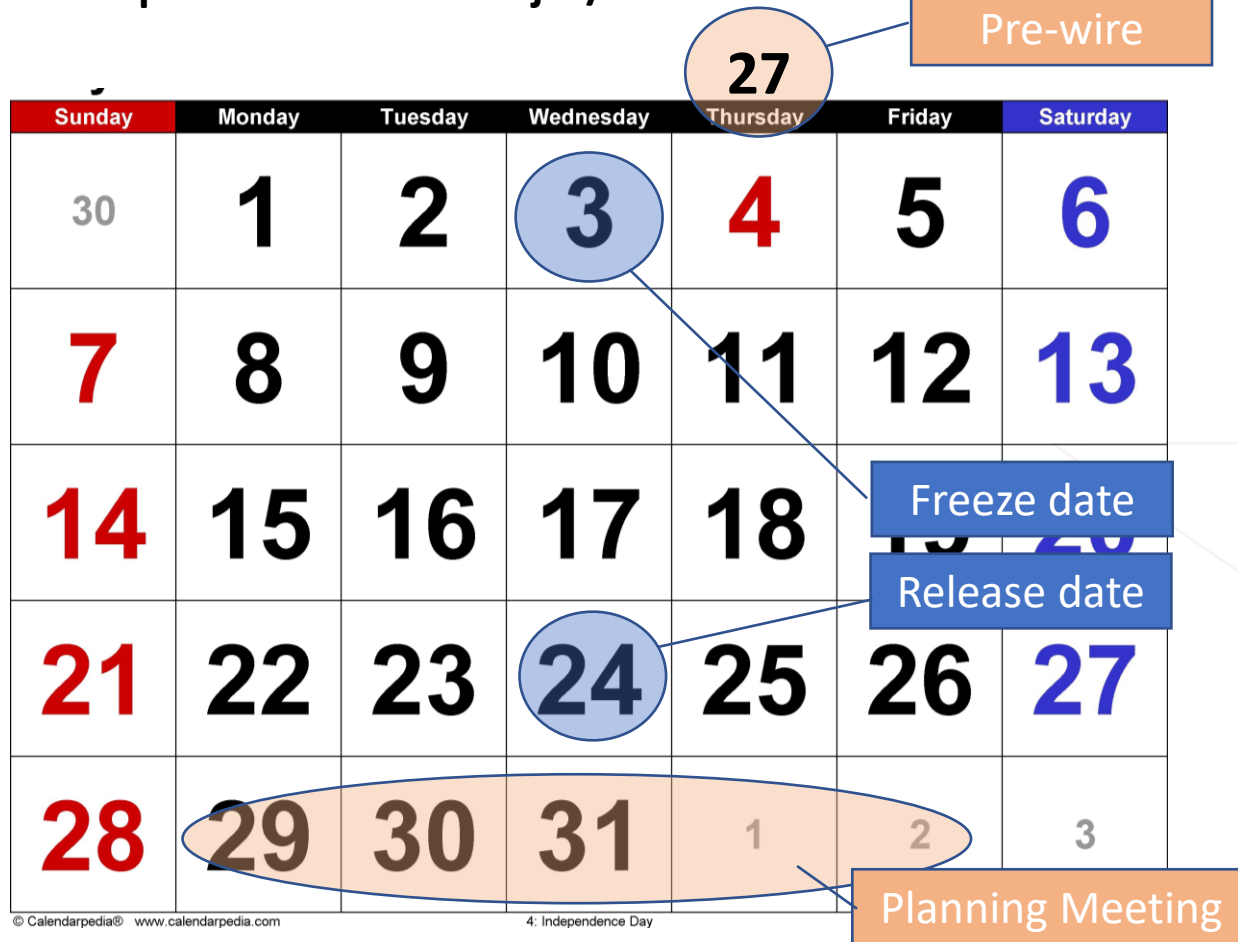 Pre-wire
27
Sunday Monday Tuesday Wednesday Thursday Friday Saturday
30 1 2 3 4 5 6
7 8 9 10 11 12 13
14 15 16 17 18
Freeze date
Release date
21 22 23 24 25 26 27
28 29 30 31 1 2 3
Planning Meeting
© Calendarpedia® www.calendarpedia.com 4: Independence Day